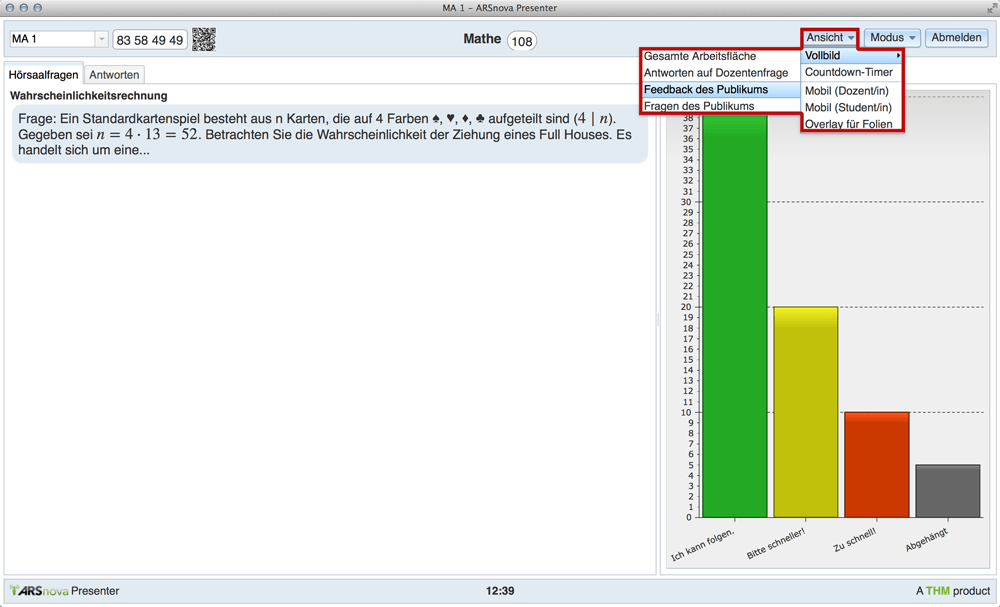 MA 1 – ARSnova Presenter
MA 1
83 58 49 49
Mathe 108
Ansicht
Modus
Abmelden
Gesamte Arbeitsfläche
Antworten auf Dozentenfrage
Feedback des Publikums
Fragen des Publikums
Vollbild
Countdown-Timer
Mobil (Dozent/in)
Mobil (Student/in)
Overlay für Folien
Hörsaalfragen
Antworten
Wahrscheinlichkeitsrechnung
Frage: Ein Standardkartenspiel besteht aus n Karten, die auf 4 Farben ♠, ♥, ♦, ♣ aufgeteilt sind (4 | n).
Gegeben sei n = 4 · 13 = 52. Betrachten Sie die Wahrscheinlichkeit der Ziehung eines Full Houses. Es
handelt sich um eine...
38
37
36
35
34
33
32
31
30
29
28
27
26
25
24
23
22
21
20
19
18
17
16
15
14
13
12
11
10
9
8
7
6
5
4
3
2
1
0
Ich kann folgen.
Bitte schneller!
Zu schnell!
Abgehängt
ARSnova Presenter
12:39
A THM product